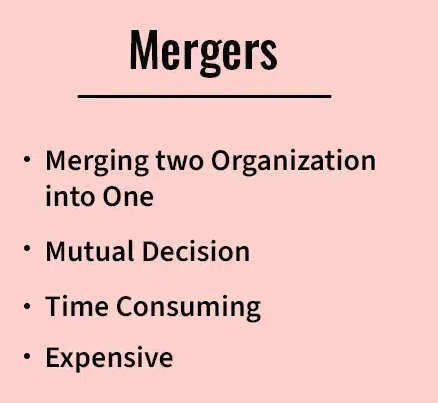 Mergers
• Merging two Organization
into One
• Mutual Decision
• Time Consuming
• Expensive